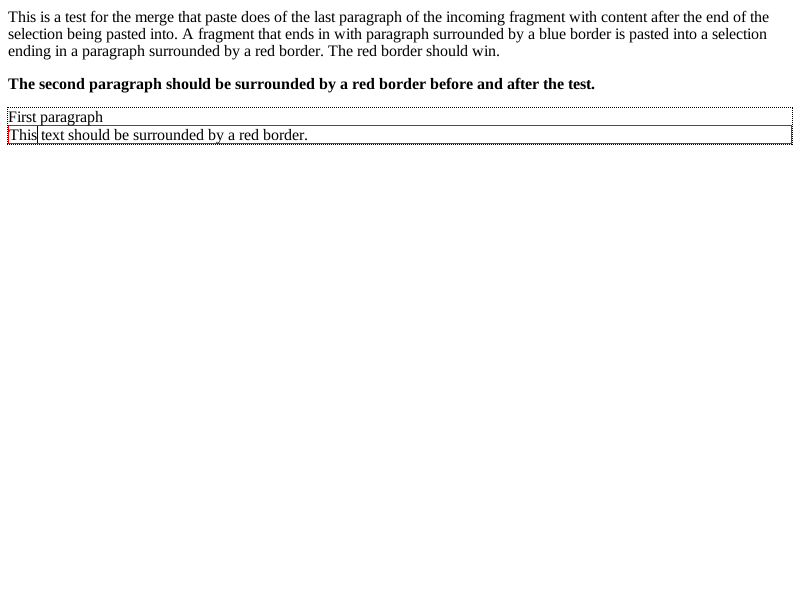 This is a test for the merge that paste does of the last paragraph of the incoming fragment with content after the end of the
selection being pasted into. A fragment that ends in with paragraph surrounded by a blue border is pasted into a selection
ending in a paragraph surrounded by a red border. The red border should win.
The second paragraph should be surrounded by a red border before and after the test.
First paragraph
This text should be surrounded by a red border.